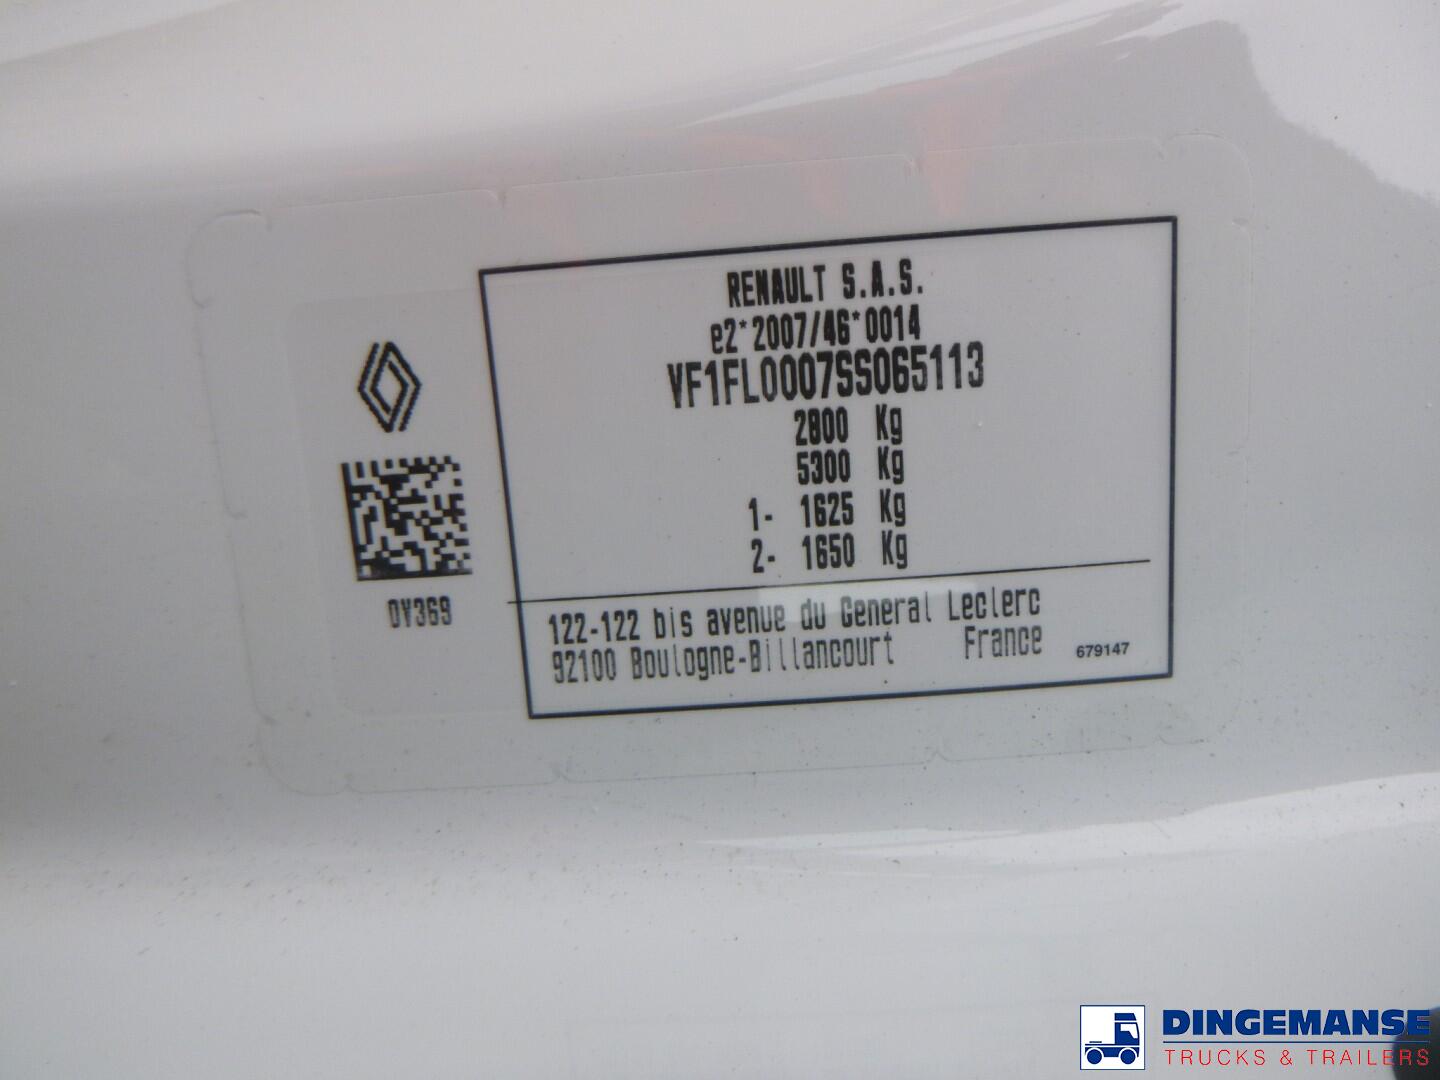 RENAULT S.A.S.
e2*2007/46*0014
VF1FL0007SS065113
2800 Kg
5300 Kg
1- 1625 Kg
2- 1650 Kg
0V369
122-122 bis avenue du General Leclerc
92100 Boulogne-Billancourt France 679147
DINGEMANSE
TRUCKS & TRAILERS